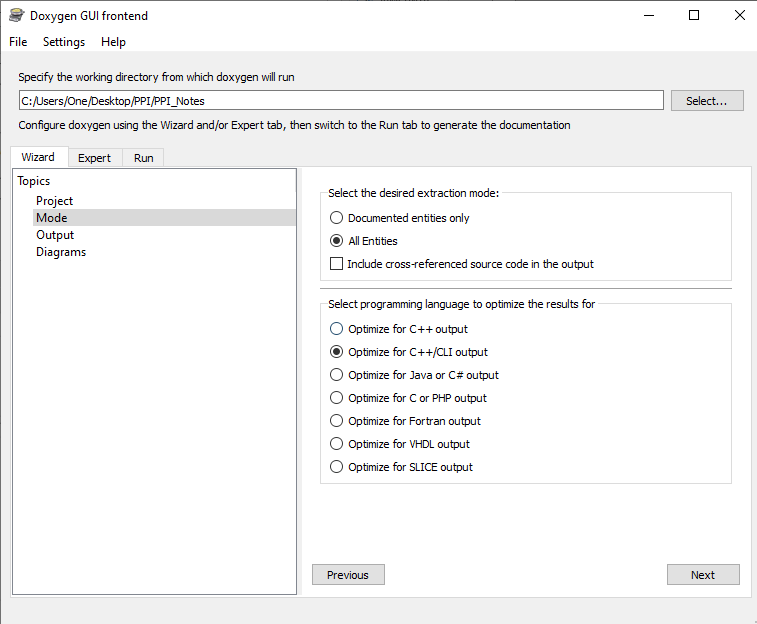 Doxygen GUI frontend
File Settings Help
Specify the working directory from which doxygen will run
C:/Users/One/Desktop/PPI/PPI_Notes
Select...
Configure doxygen using the Wizard and/or Expert tab, then switch to the Run tab to generate the documentation
Wizard Expert Run
Topics
Project
Mode
Output
Diagrams
Select the desired extraction mode:
Documented entities only
All Entities
Include cross-referenced source code in the output
Select programming language to optimize the results for
Optimize for C++ output
Optimize for C++/CLI output
Optimize for Java or C# output
Optimize for C or PHP output
Optimize for Fortran output
Optimize for VHDL output
Optimize for SLICE output
Previous
Next